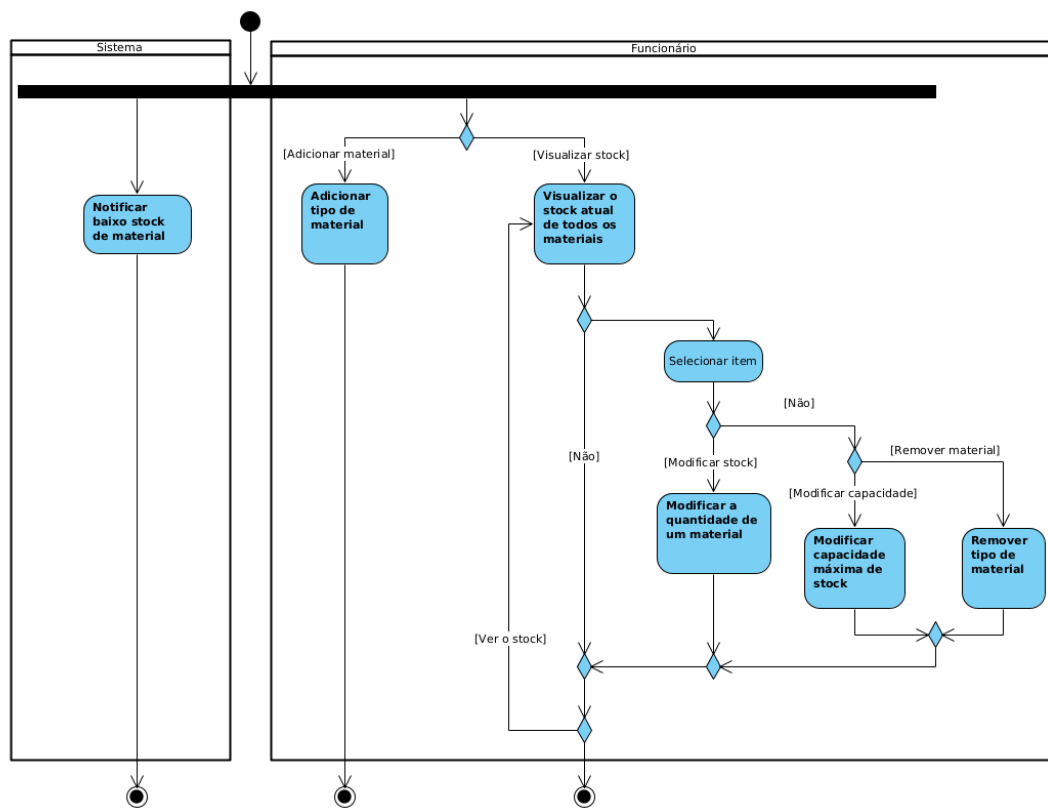 Sistema
Funcionário
[Adicionar material]
[Visualizar stock]
Notificar
baixo stock
de material
Adicionar
tipo de
material
Visualizar o
stock atual
de todos os
materiais
Selecionar item
[Não]
[Não]
[Modificar stock]
[Remover material]
[Modificar capacidade]
Modificar a
quantidade de
um material
Modificar
capacidade
máxima de
stock
Remover
tipo de
material
[Ver o stock]